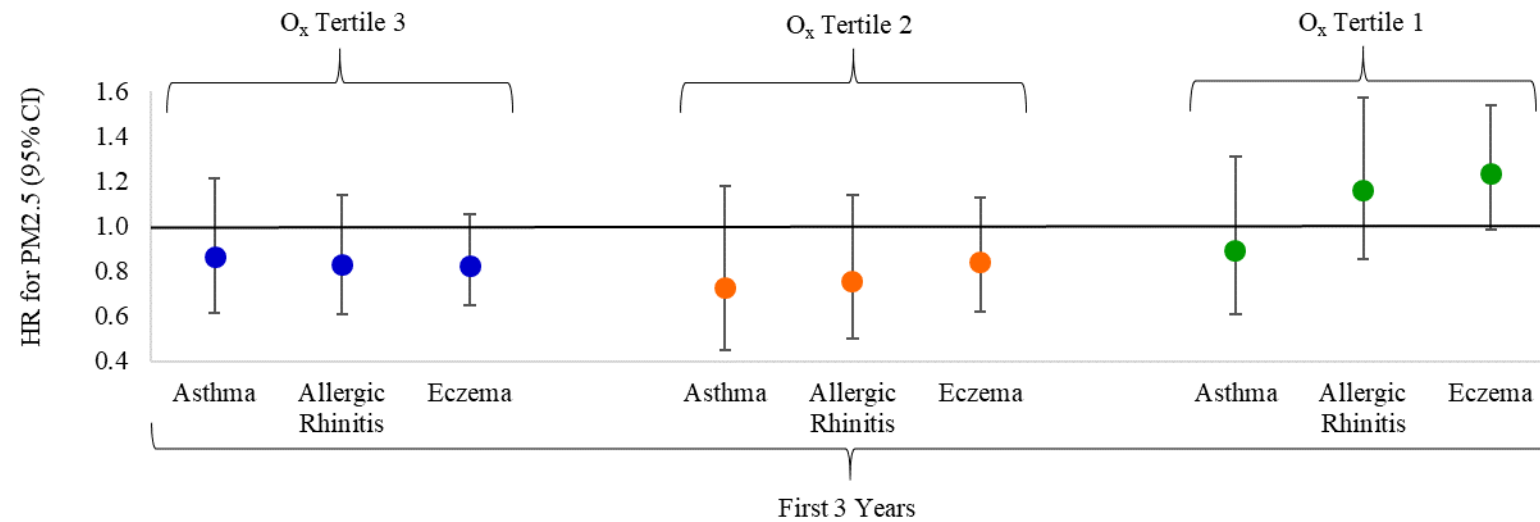 Oₓ Tertile 3
Oₓ Tertile 2
Oₓ Tertile 1
HR for PM2.5 (95%CI)
1.6
1.4
1.2
1.0
0.8
0.6
0.4
Asthma
Allergic
Rhinitis
Eczema
Asthma
Allergic
Rhinitis
Eczema
Asthma
Allergic
Rhinitis
Eczema
First 3 Years